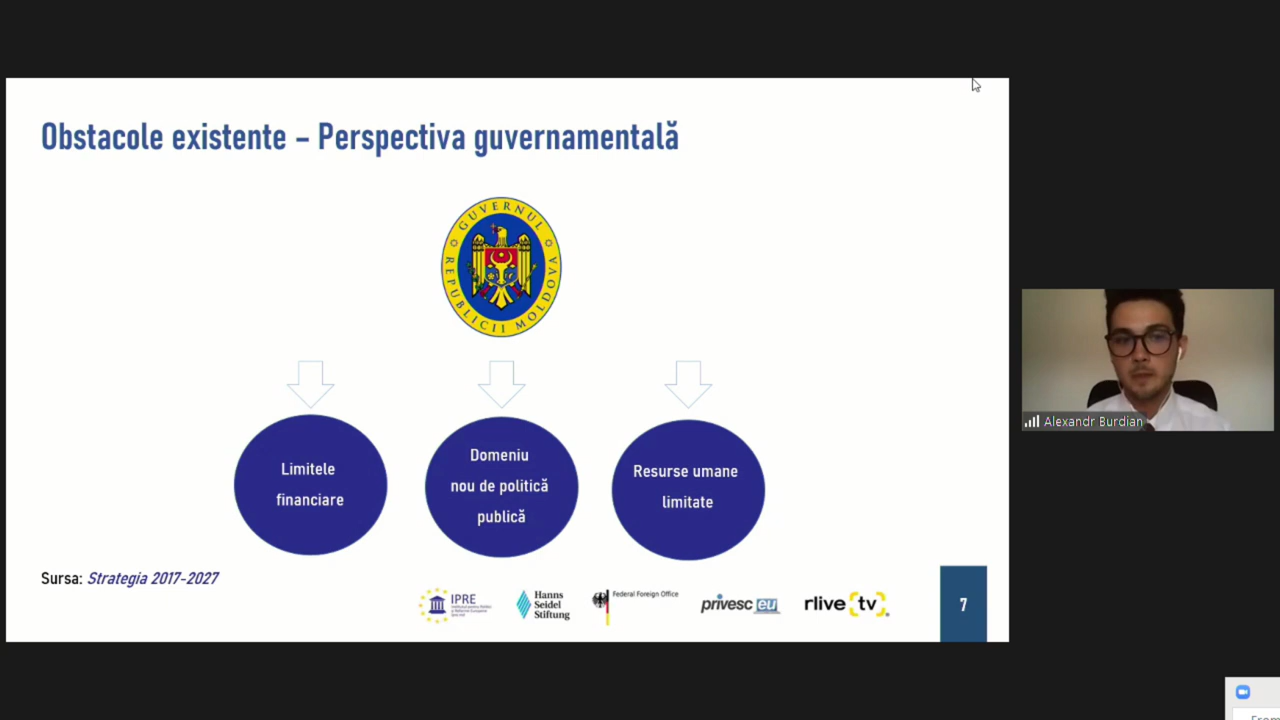 Obstacole existente – Perspectiva guvernamentală
GUVERNUL
REPUBLICII MOLDOVA
Limitele
financiare
Domeniu
nou de politică
publică
Resurse umane
limitate
Sursa: Strategia 2017-2027
IPRE
Hanns
Seidel
Stiftung
Federal Foreign Office
privesc eu
rlive tv
7
Alexandr Burdian